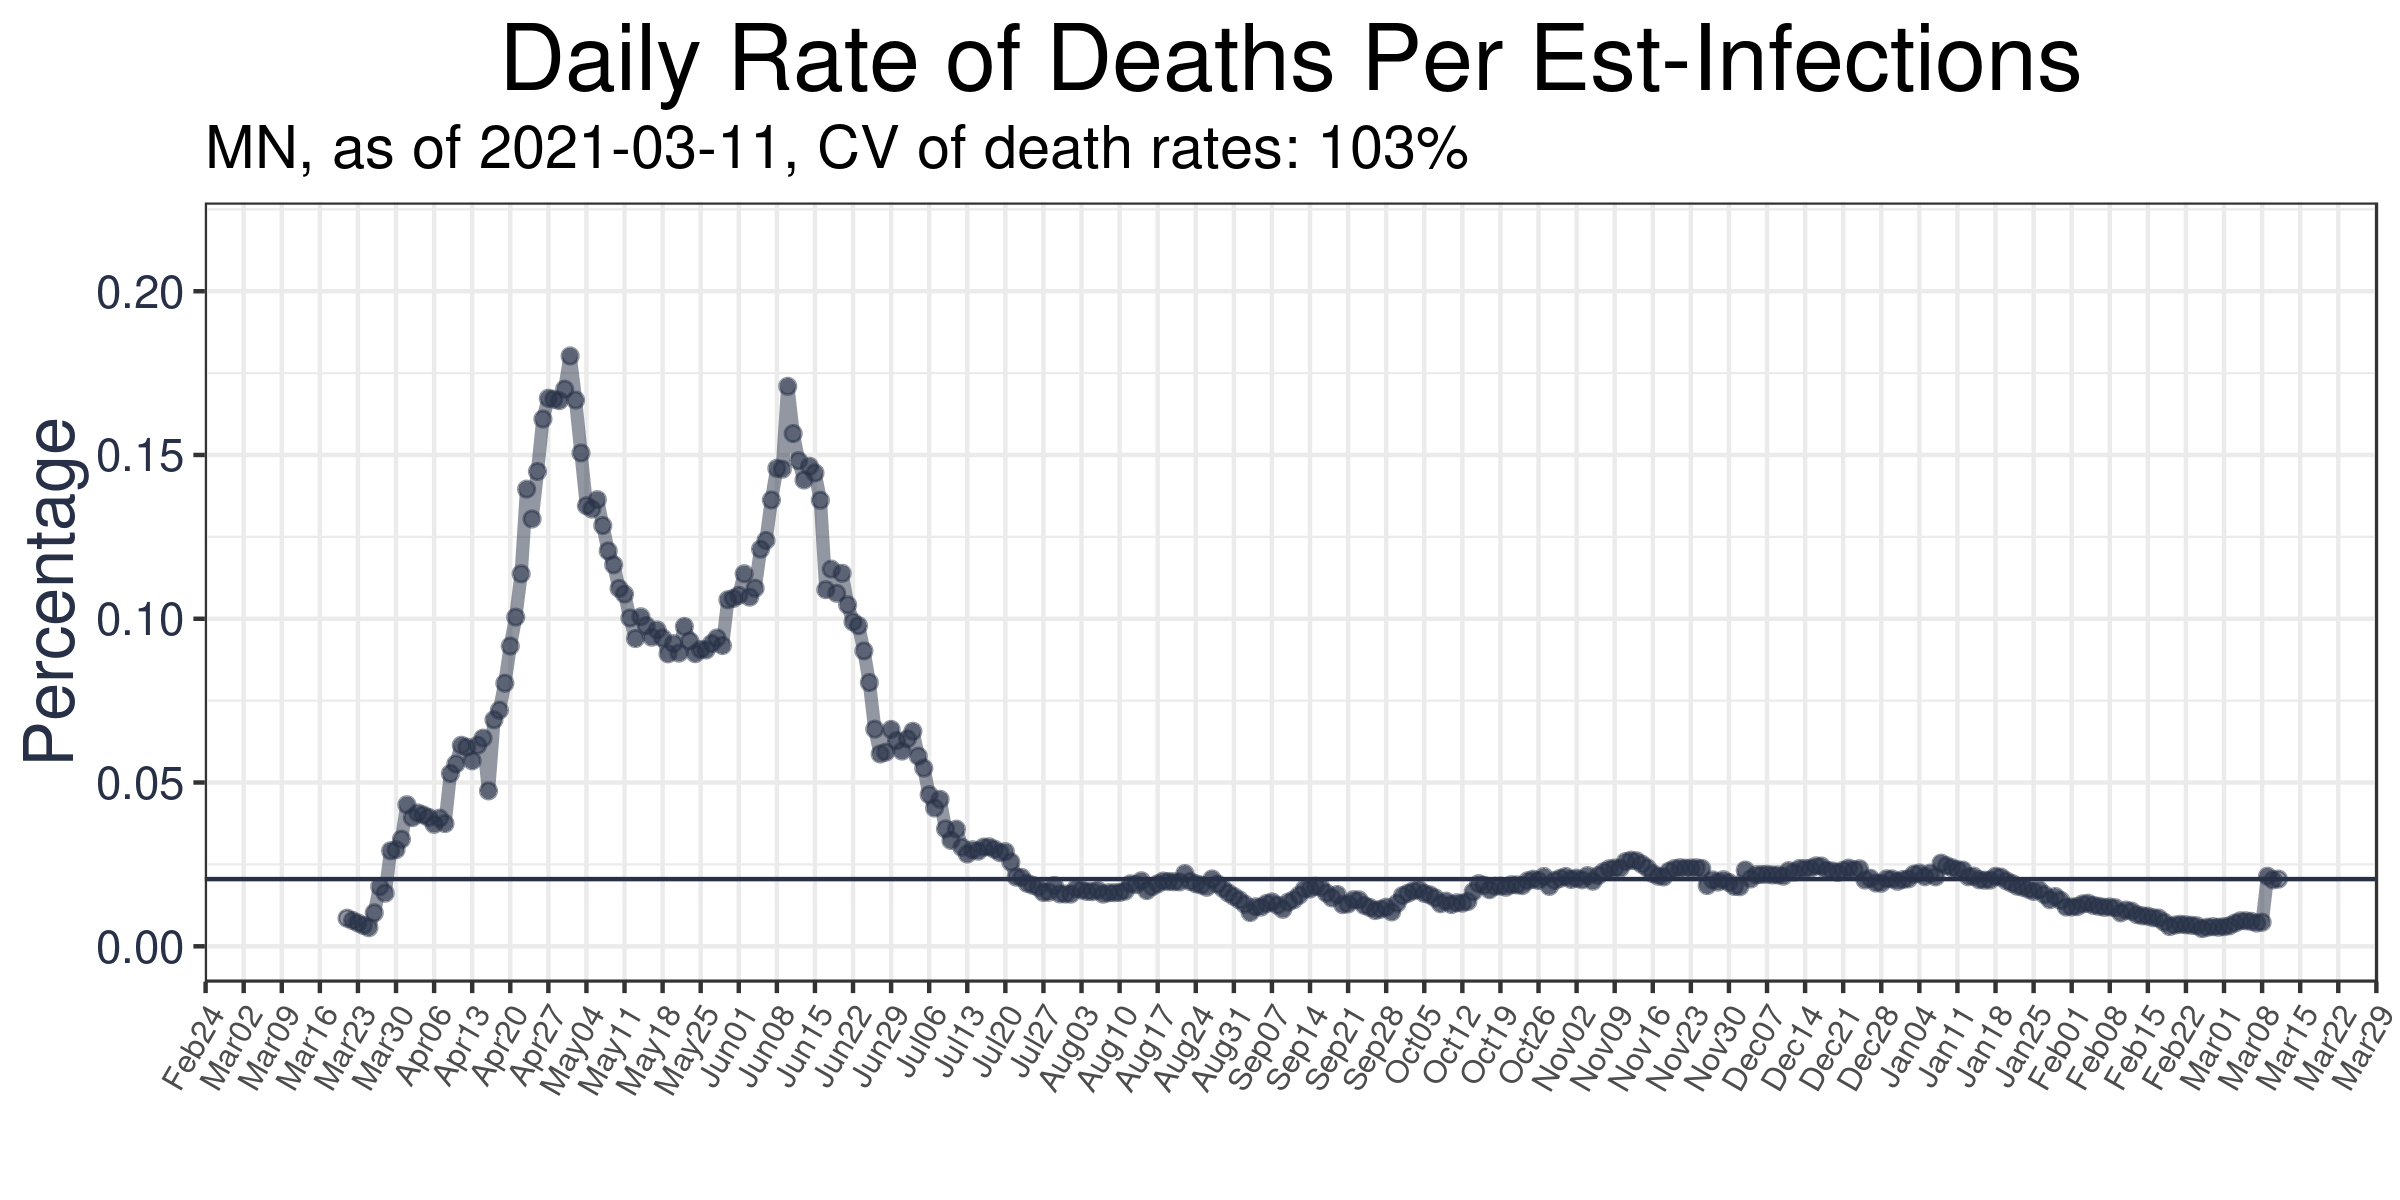 Daily Rate of Deaths Per Est-Infections
MN, as of 2021-03-11, CV of death rates: 103%
Percentage
0.20
0.15
0.10
0.05
0.00
Feb24
Mar02
Mar09
Mar16
Mar23
Mar30
Apr06
Apr13
Apr20
Apr27
May04
May11
May18
May25
Jun01
Jun08
Jun15
Jun22
Jun29
Jul06
Jul13
Jul20
Jul27
Aug03
Aug10
Aug17
Aug24
Aug31
Sep07
Sep14
Sep21
Sep28
Oct05
Oct12
Oct19
Oct26
Nov02
Nov09
Nov16
Nov23
Nov30
Dec07
Dec14
Dec21
Dec28
Jan04
Jan11
Jan18
Jan25
Feb01
Feb08
Feb15
Feb22
Mar01
Mar08
Mar15
Mar22
Mar29